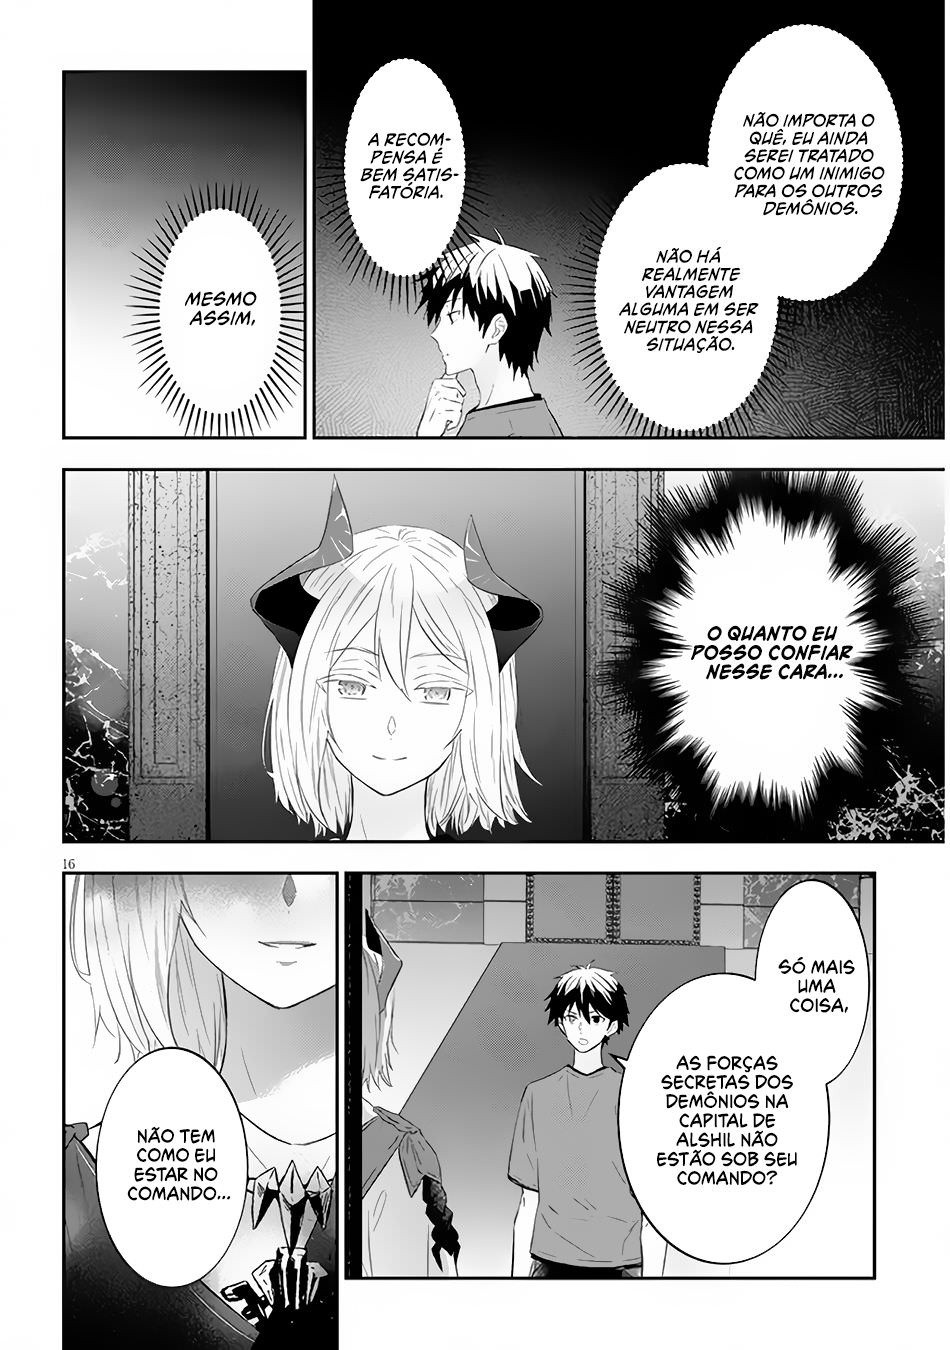 NÃO IMPORTA O
QUÊ, EU AINDA
SEREI TRATADO
COMO UM INIMIGO
PARA OS OUTROS
DEMÔNIOS.
NÃO HÁ
REALMENTE
VANTAGEM
ALGUMA EM SER
NEUTRO NESSA
SITUAÇÃO.
A RECOM-
PENSA É
BEM SATIS-
FATÓRIA.
MESMO
ASSIM,
O QUANTO EU
POSSO CONFIAR
NESSE CARA...
16
SÓ MAIS
UMA
COISA,
AS FORÇAS
SECRETAS DOS
DEMÔNIOS NA
CAPITAL DE
ALSHIL NÃO
ESTÃO SOB SEU
COMANDO?
NÃO TEM
COMO EU
ESTAR NO
COMANDO...